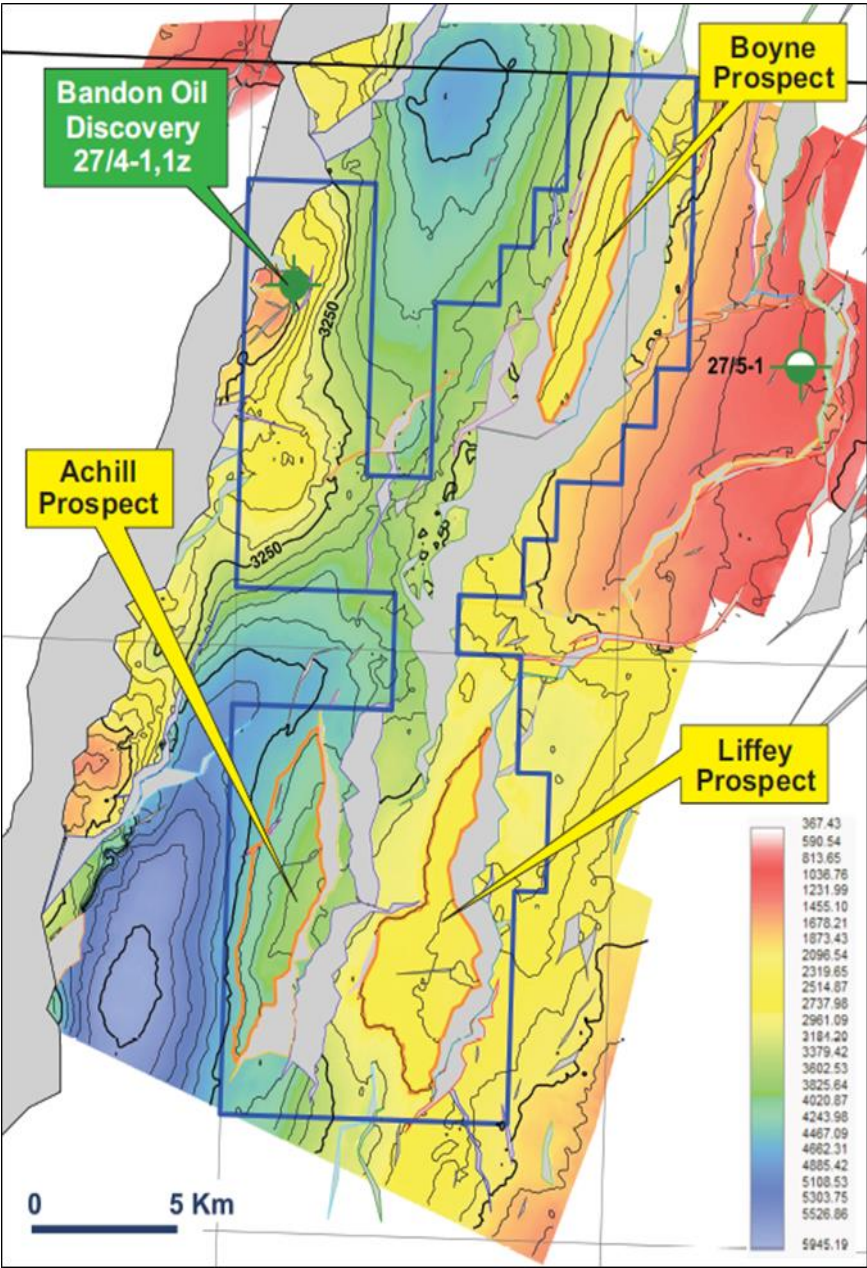 Boyne
Prospect
Bandon Oil
Discovery
27/4-1,1z
3250
27/5-1
Achill
Prospect
3250
Liffey
Prospect
367.43
590.54
813.65
1036.76
1231.99
1455.10
1678.21
1873.43
2096.54
2319.65
2514.87
2737.98
2961.09
3184.20
3379.42
3602.53
3825.64
4020.87
4243.98
4467.09
4662.31
4885.42
5108.53
5303.75
5526.86
5945.19
0 5 Km